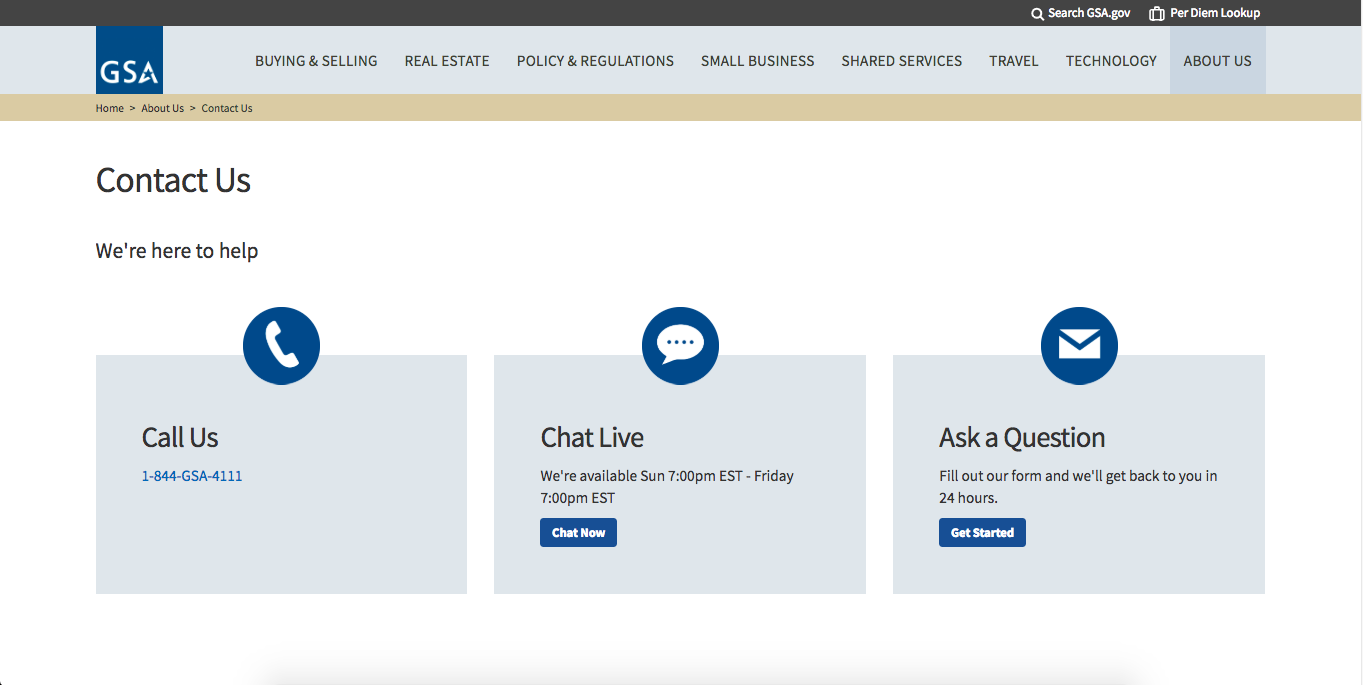 Search GSA.gov Per Diem Lookup
GSA
BUYING & SELLING REAL ESTATE POLICY & REGULATIONS SMALL BUSINESS SHARED SERVICES TRAVEL TECHNOLOGY ABOUT US
Home > About Us > Contact Us
Contact Us
We're here to help
Call Us
1-844-GSA-4111
Chat Live
We're available Sun 7:00pm EST - Friday
7:00pm EST
Chat Now
Ask a Question
Fill out our form and we'll get back to you in
24 hours.
Get Started